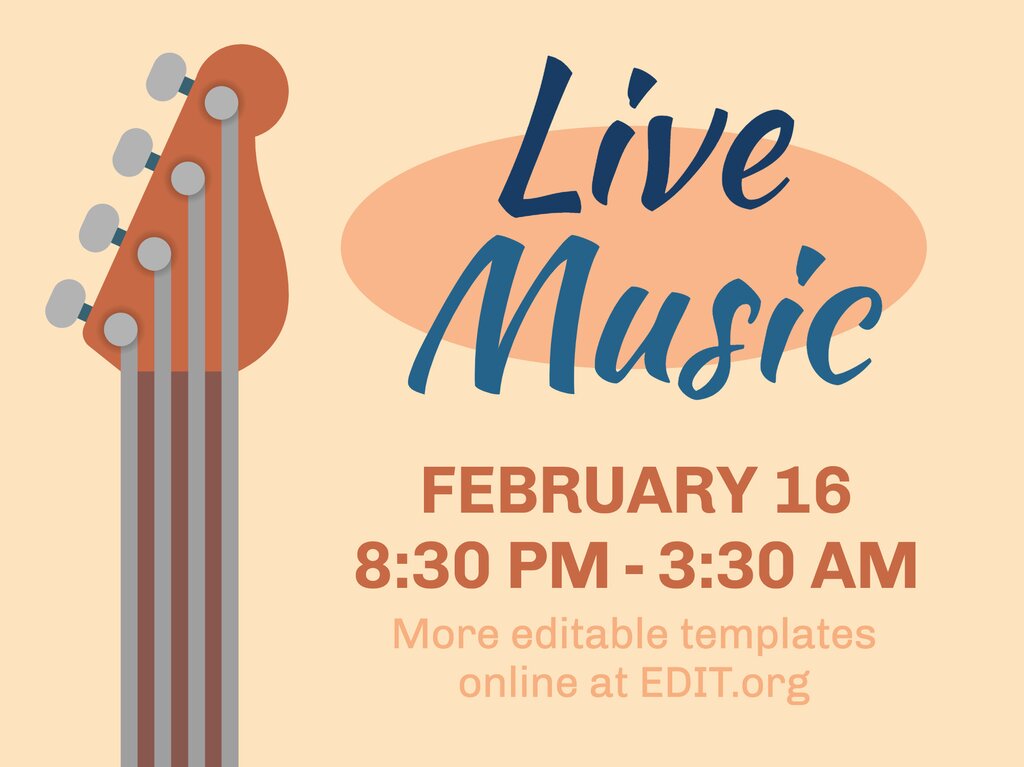 Live
Music
FEBRUARY 16
8:30 PM - 3:30 AM
More editable templates
online at EDIT.org